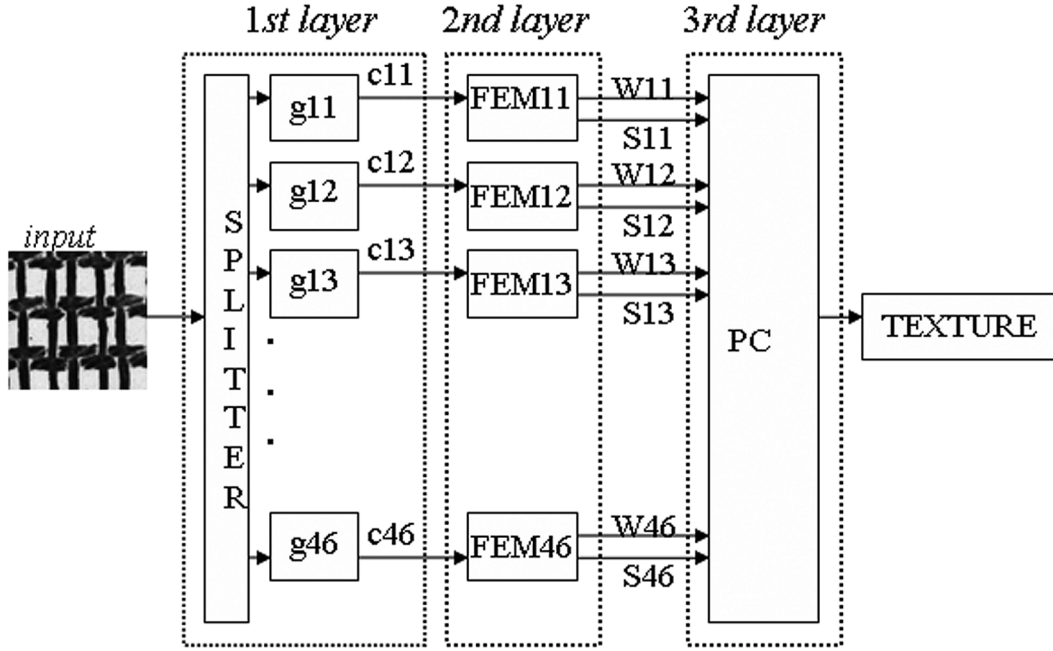 1st layer
2nd layer
3rd layer
input
SPLITTER
g11
c11
FEM11
W11
S11
g12
c12
FEM12
W12
S12
g13
c13
FEM13
W13
S13
g46
c46
FEM46
W46
S46
PC
TEXTURE